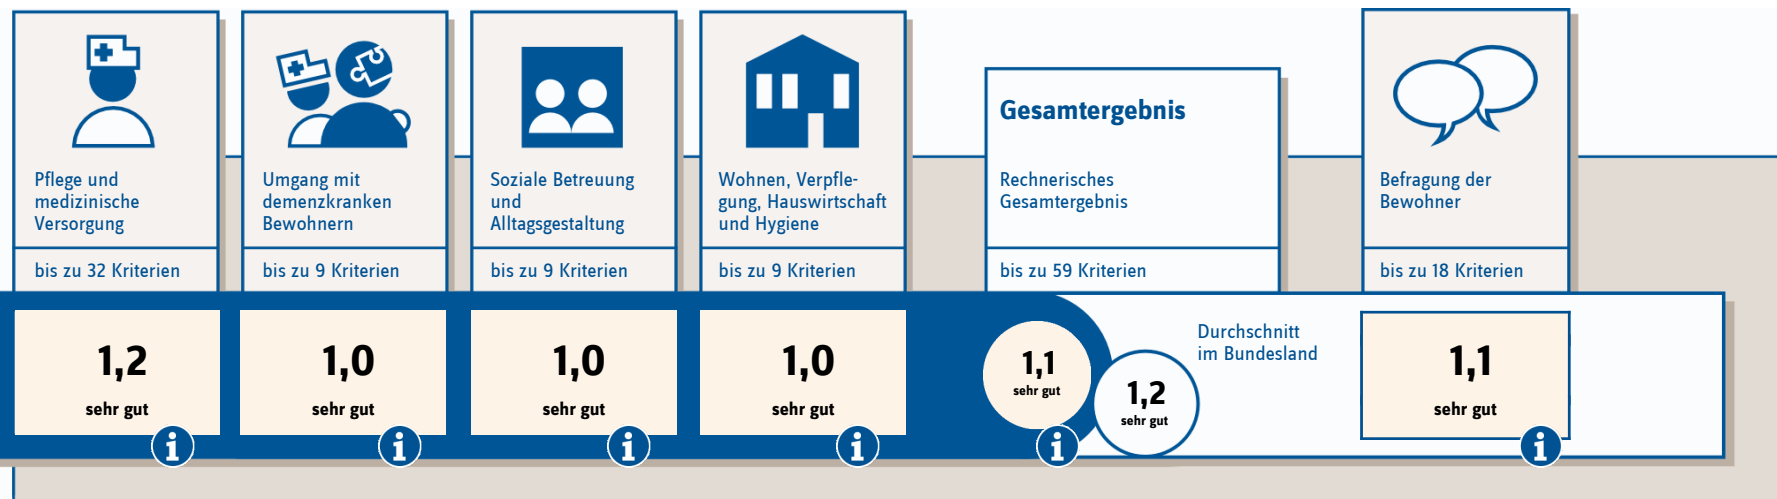 Pflege und
medizinische
Versorgung
bis zu 32 Kriterien
1,2
sehr gut
i
Umgang mit
demenzkranken
Bewohnern
bis zu 9 Kriterien
1,0
sehr gut
i
Soziale Betreuung
und
Alltagsgestaltung
bis zu 9 Kriterien
1,0
sehr gut
i
Wohnen, Verpfle-
gung, Hauswirtschaft
und Hygiene
bis zu 9 Kriterien
1,0
sehr gut
i
Gesamtergebnis
Rechnerisches
Gesamtergebnis
bis zu 59 Kriterien
1,1
sehr gut
i
1,2
sehr gut
Durchschnitt
im Bundesland
Befragung der
Bewohner
bis zu 18 Kriterien
1,1
sehr gut
i